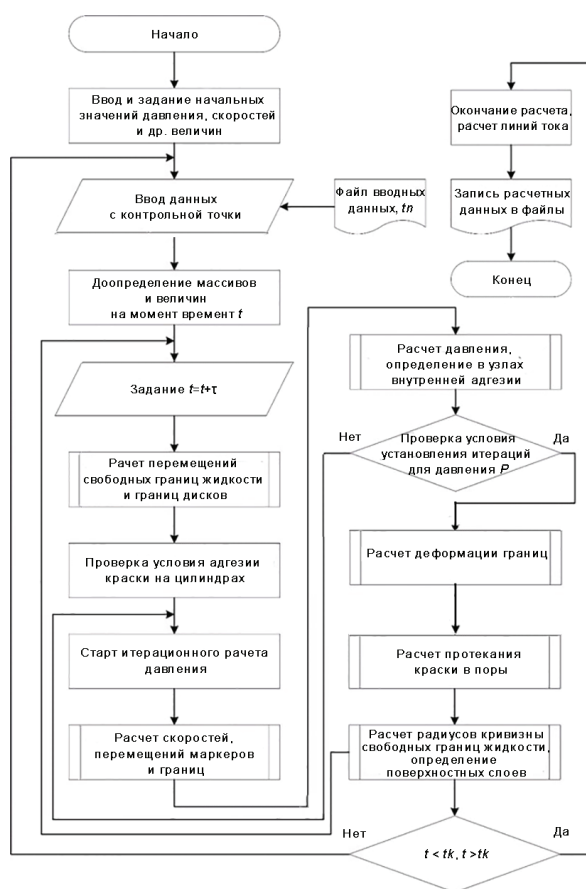 Начало
Ввод и задание начальных
значений давления, скоростей
и др. величин
Ввод данных
с контрольной точки
Файл вводных
данных, tn
Доопределение массивов
и величин
на момент времент t
Задание t=t+τ
Рачет перемещений
свободных границ жидкости
и границ дисков
Проверка условия адгезии
краски на цилиндрах
Старт итерационного рачета
давления
Расчет скоростей,
перемещений маркеров
и границ
Расчет давления,
определение в узлах
внутренней адгезии
Нет
Проверка условия
установления итераций
для давления P
Да
Расчет деформации границ
Расчет протекания
краски в поры
Расчет радиусов кривизны
свободных границ жидкости,
определение
поверхностных слоев
Нет
t < tk, t >tk
Да
Окончание расчета,
расчет линий тока
Запись расчетных
данных в файлы
Конец